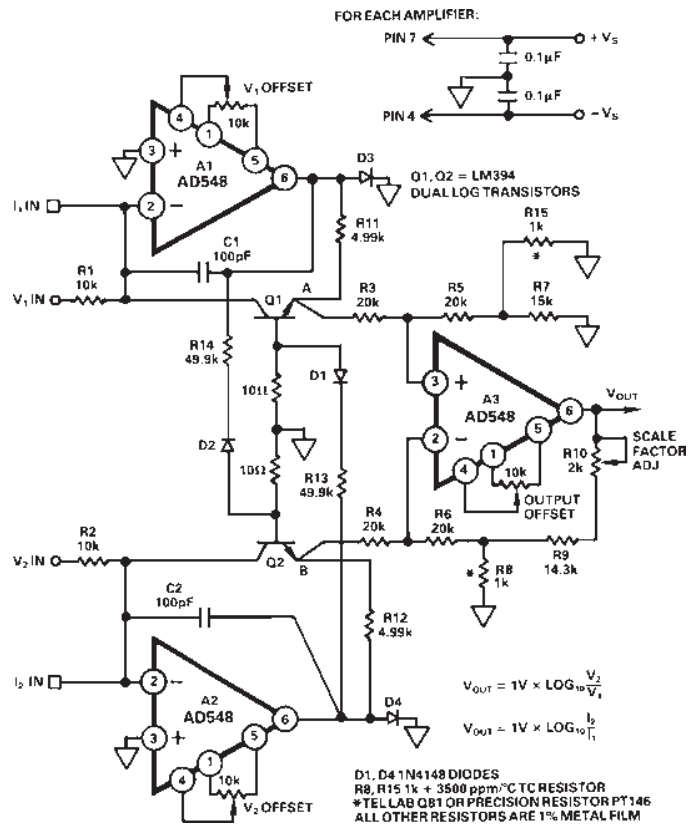 FOR EACH AMPLIFIER:
PIN 7
+VS
0.1µF
0.1µF
PIN 4
−VS
V1 OFFSET
10k
4
1
5
3
+
A1
AD548
6
2
−
I1 IN
D3
Q1, Q2 = LM394
DUAL LOG TRANSISTORS
R11
4.99k
C1
100pF
R1
10k
V1 IN
R15
1k
*
Q1
A
R3
20k
R5
20k
R7
15k
R14
49.9k
D1
10Ω
D2
10Ω
R13
49.9k
3
+
A3
AD548
6
VOUT
2
−
5
1
4
10k
SCALE
FACTOR
ADJ
R10
2k
OUTPUT
OFFSET
R4
20k
R6
20k
R2
10k
V2 IN
Q2
B
* R8
1k
R9
14.3k
C2
100pF
R12
4.99k
I2 IN
2
−
A2
AD548
6
D4
3
+
5
1
4
10k
V2 OFFSET
VOUT = 1V × LOG10 V2/V1
VOUT = 1V × LOG10 I2/I1
D1, D4 1N4148 DIODES
R8, R15 1k + 3500 ppm/°C TC RESISTOR
*TEL LAB Q81 OR PRECISION RESISTOR PT146
ALL OTHER RESISTORS ARE 1% METAL FILM